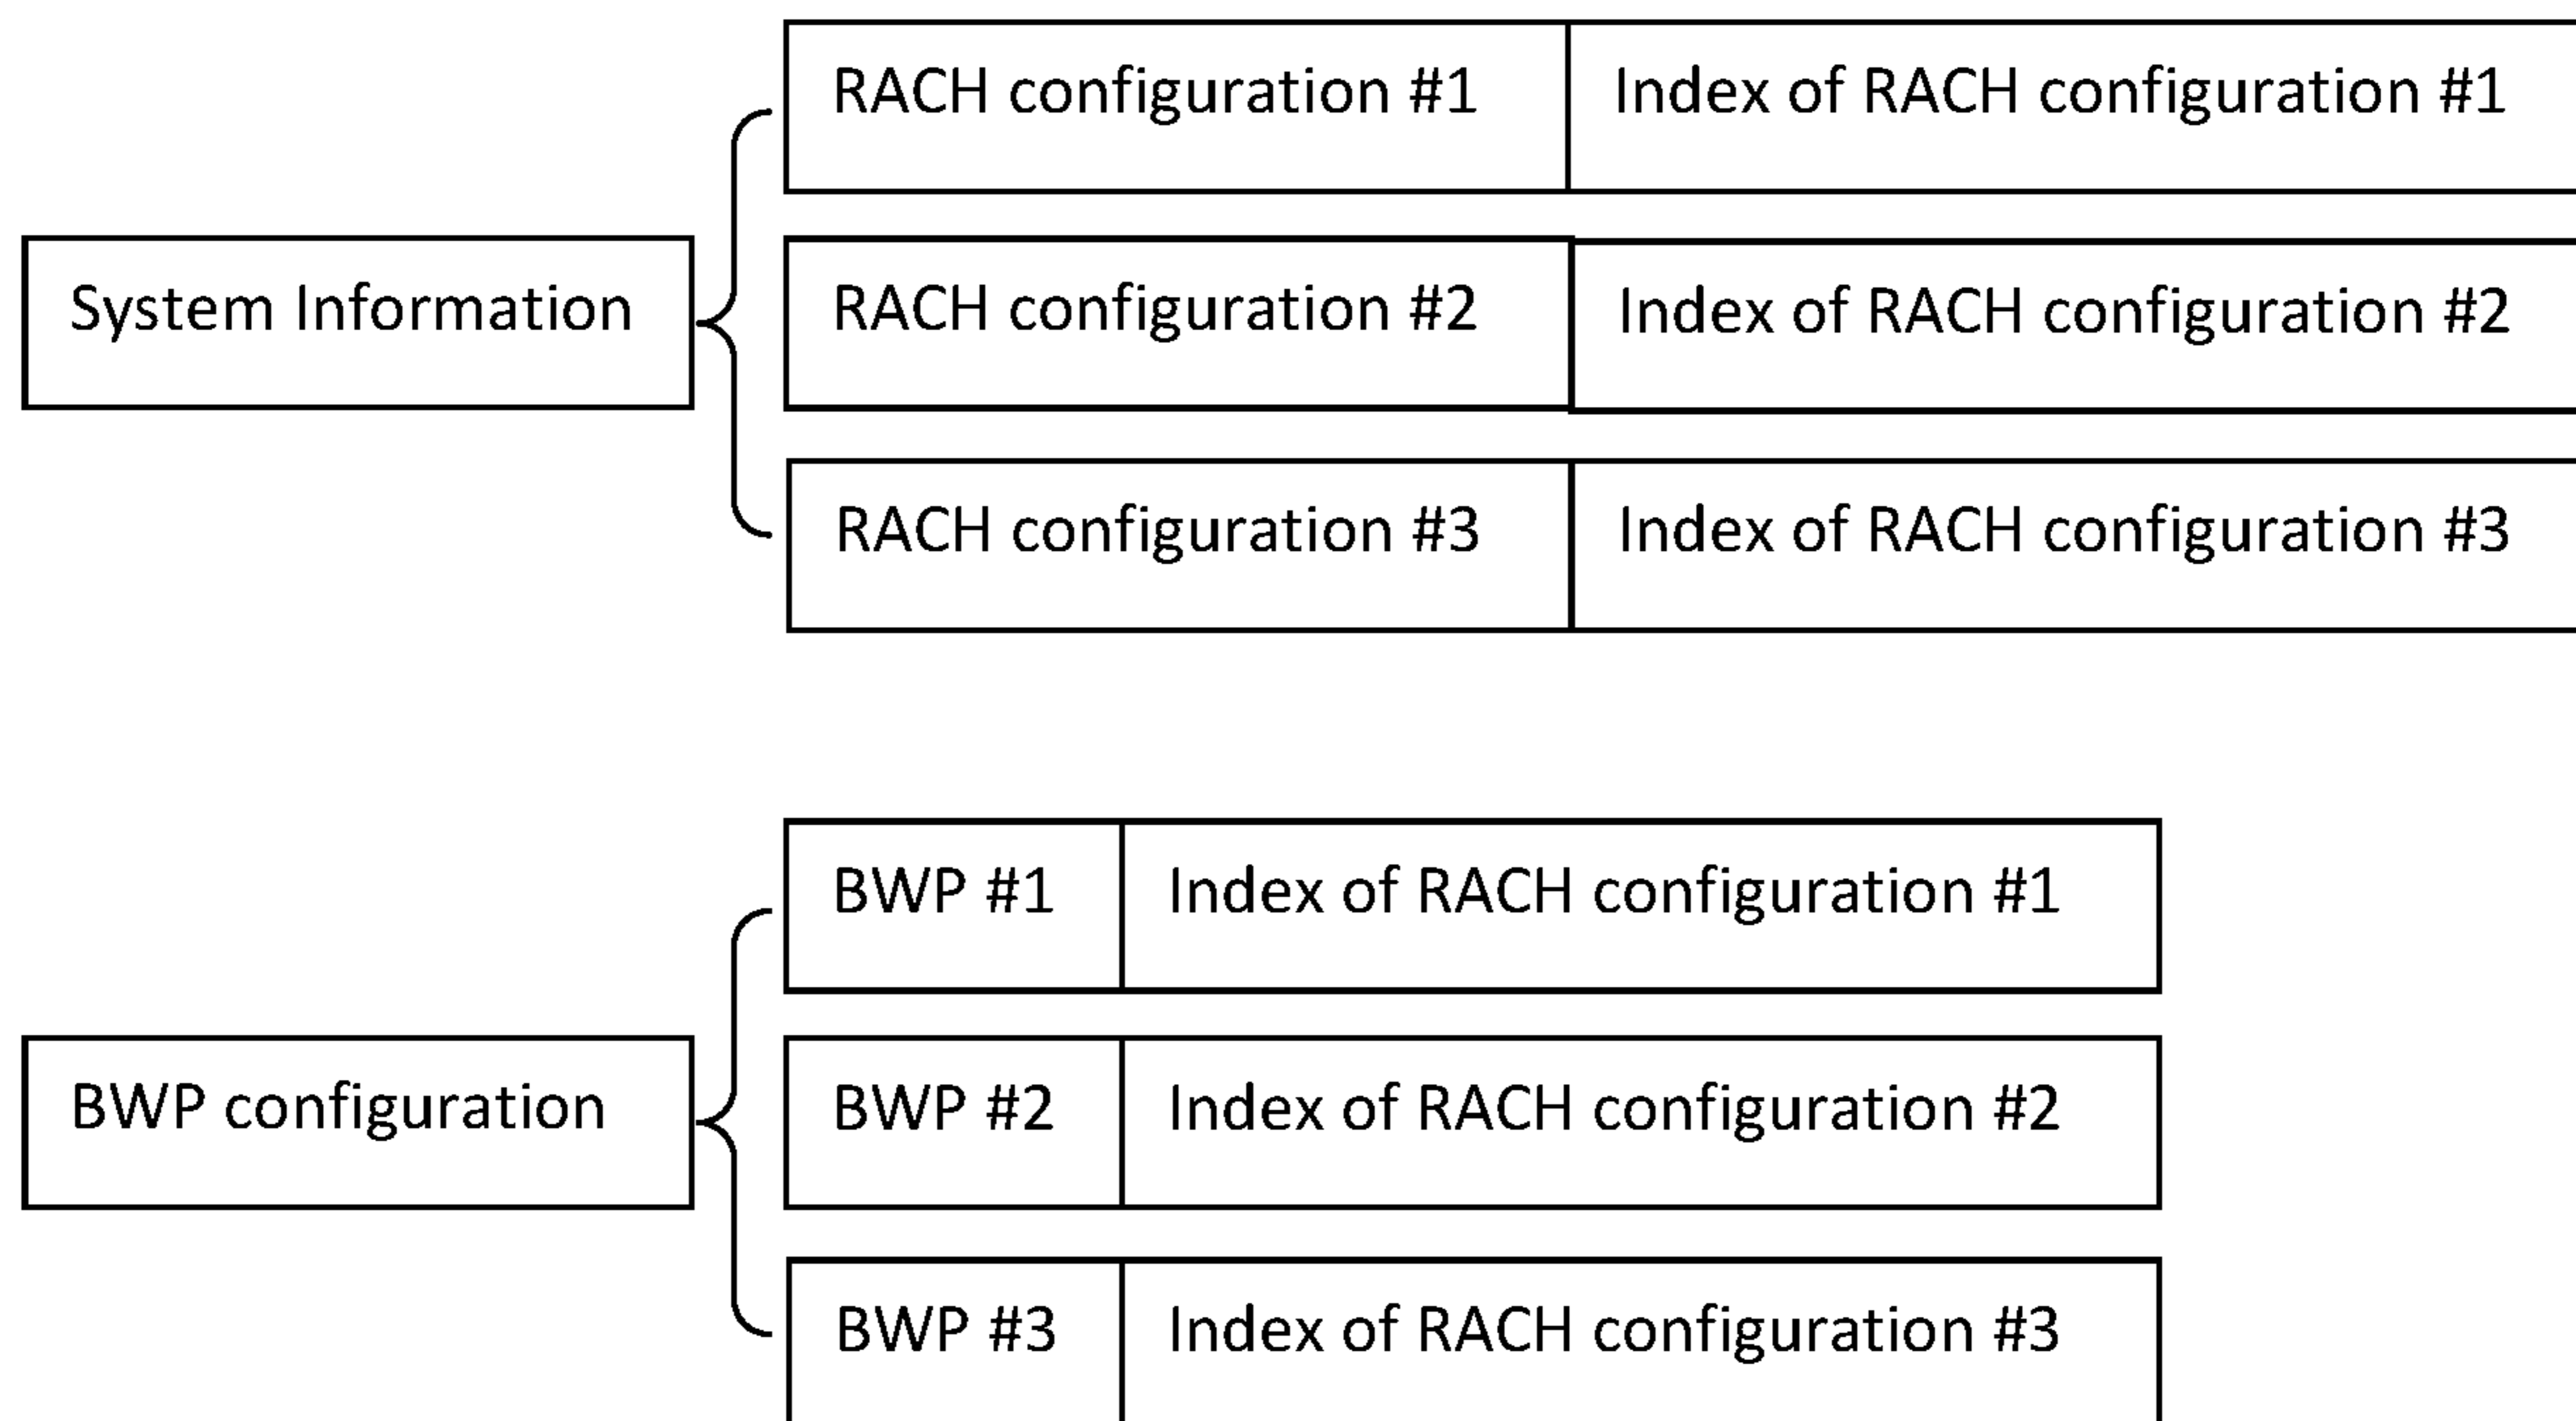 RACH configuration #1 Index of RACH configuration #1
System Information RACH configuration #2 Index of RACH configuration #2
RACH configuration #3 Index of RACH configuration #3
BWP #1 Index of RACH configuration #1
BWP configuration BWP #2 Index of RACH configuration #2
BWP #3 Index of RACH configuration #3